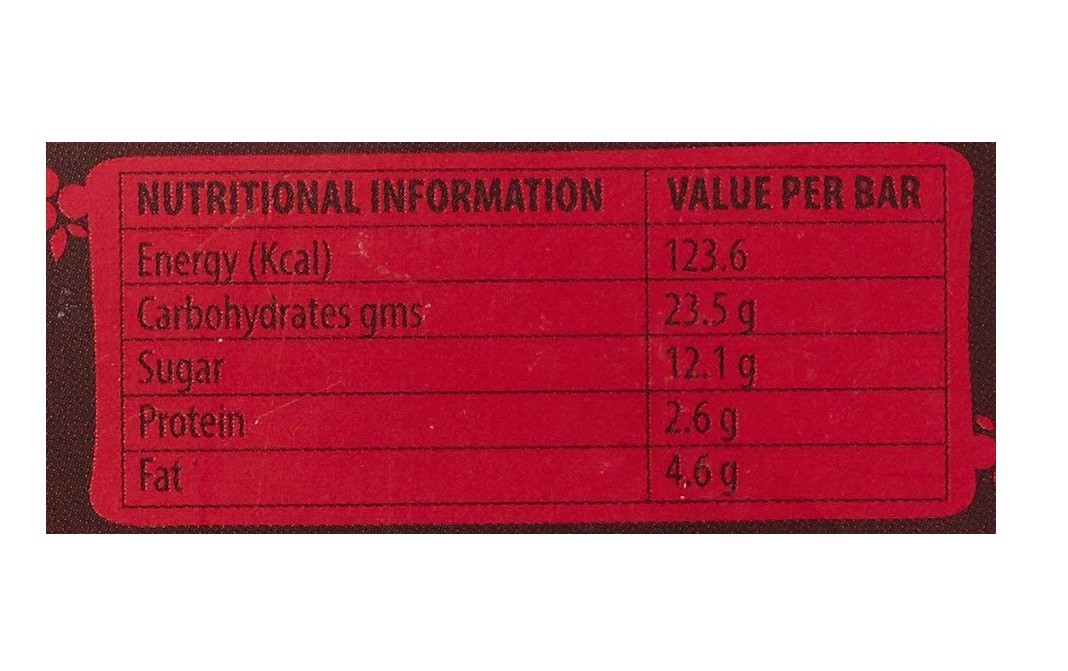 NUTRITIONAL INFORMATION VALUE PER BAR
Energy (Kcal) 123.6
Carbohydrates gms 23.5 g
Sugar 12.1 g
Protein 2.6 g
Fat 4.6 g